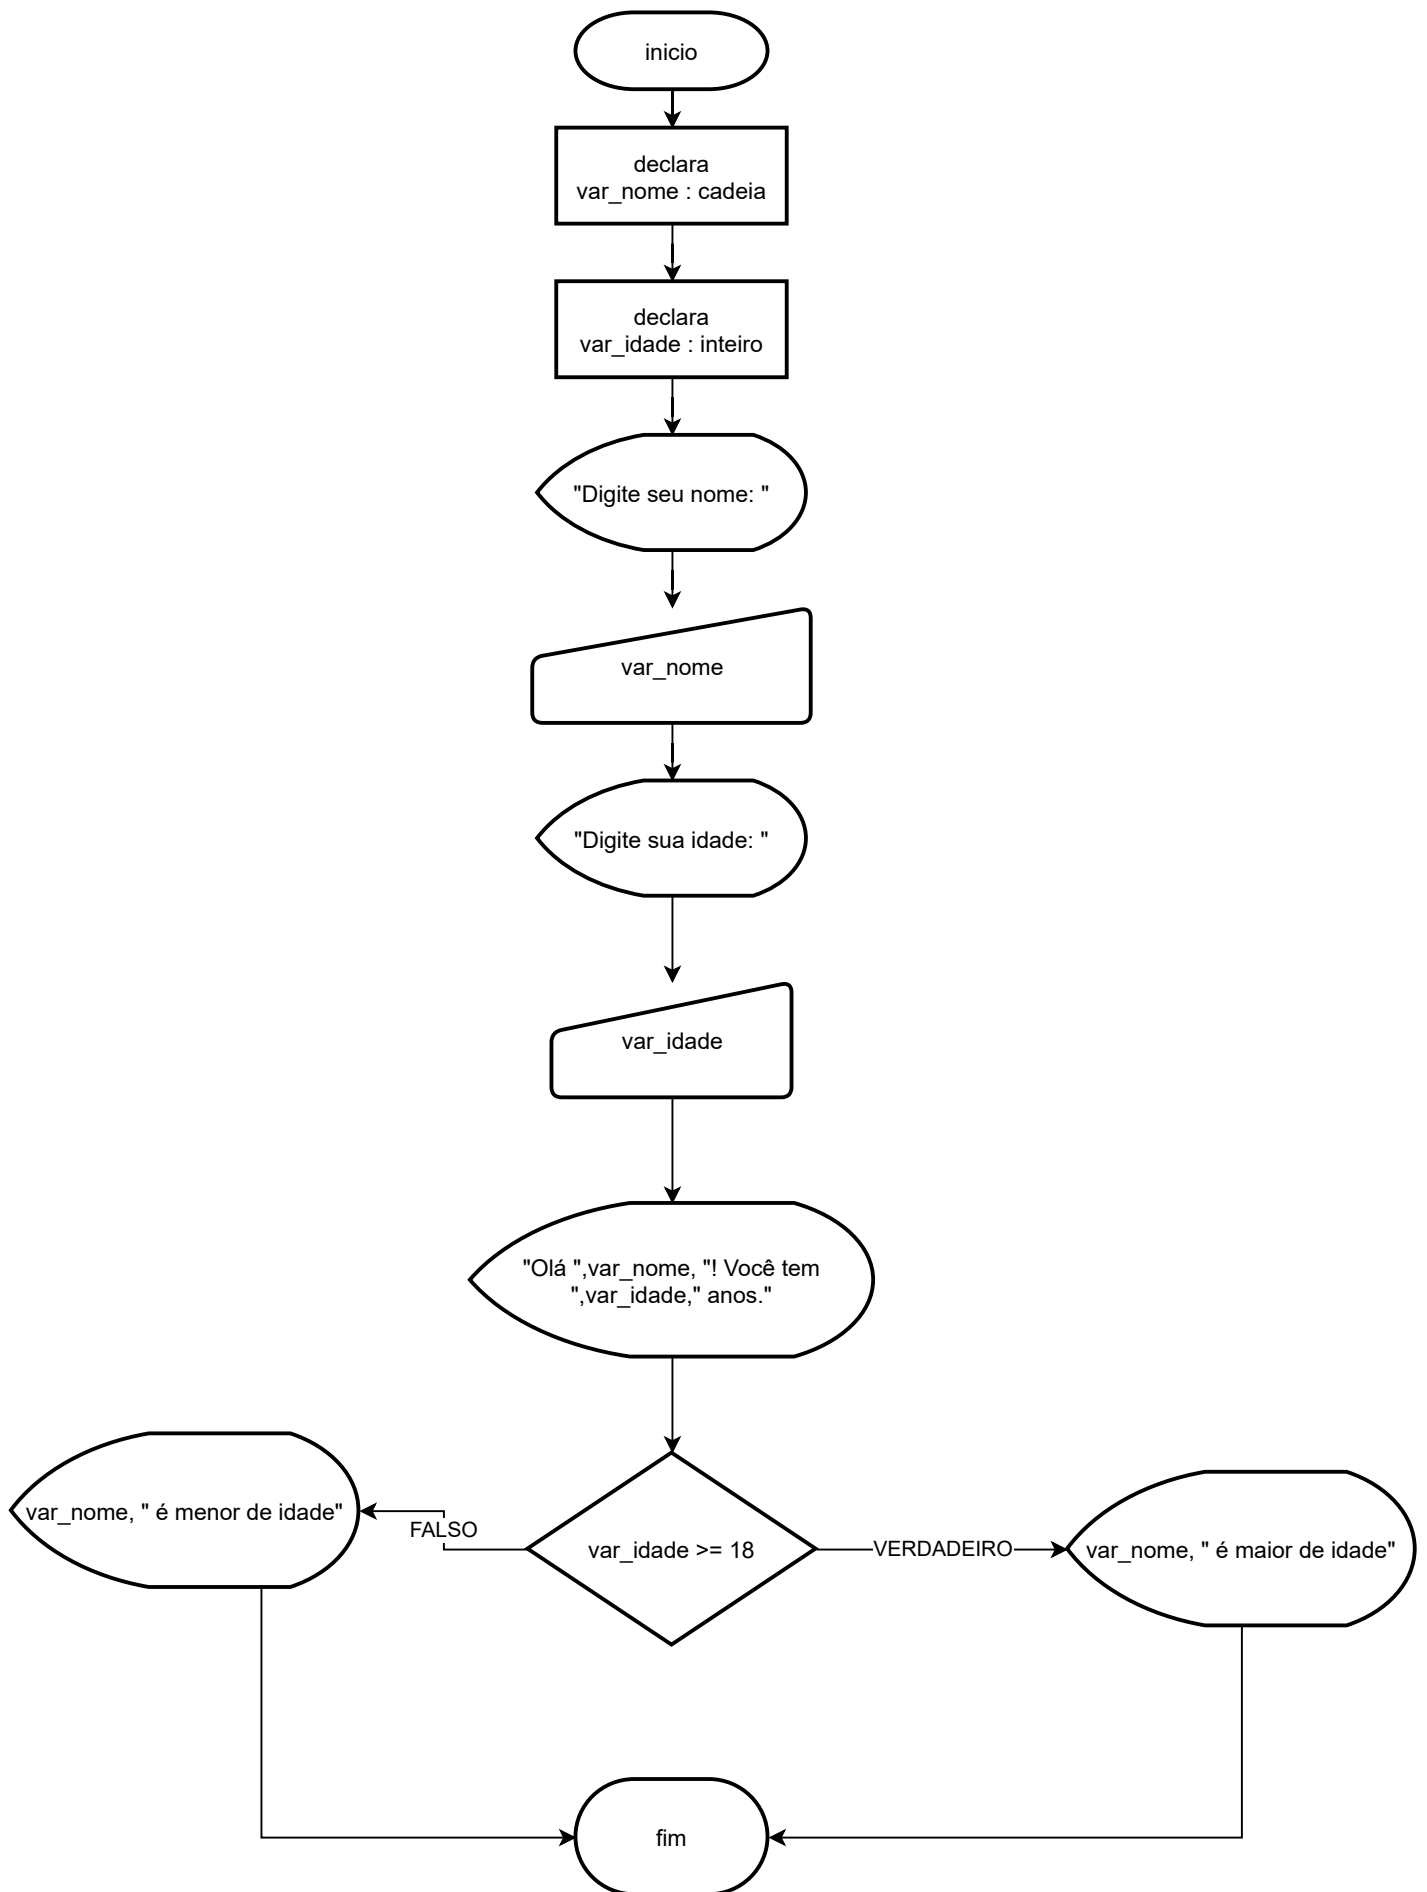 inicio
declara
var_nome : cadeia
declara
var_idade : inteiro
"Digite seu nome: "
var_nome
"Digite sua idade: "
var_idade
"Olá ",var_nome, "! Você tem
",var_idade," anos."
var_nome, " é menor de idade"
FALSO
var_idade >= 18
VERDADEIRO
var_nome, " é maior de idade"
fim